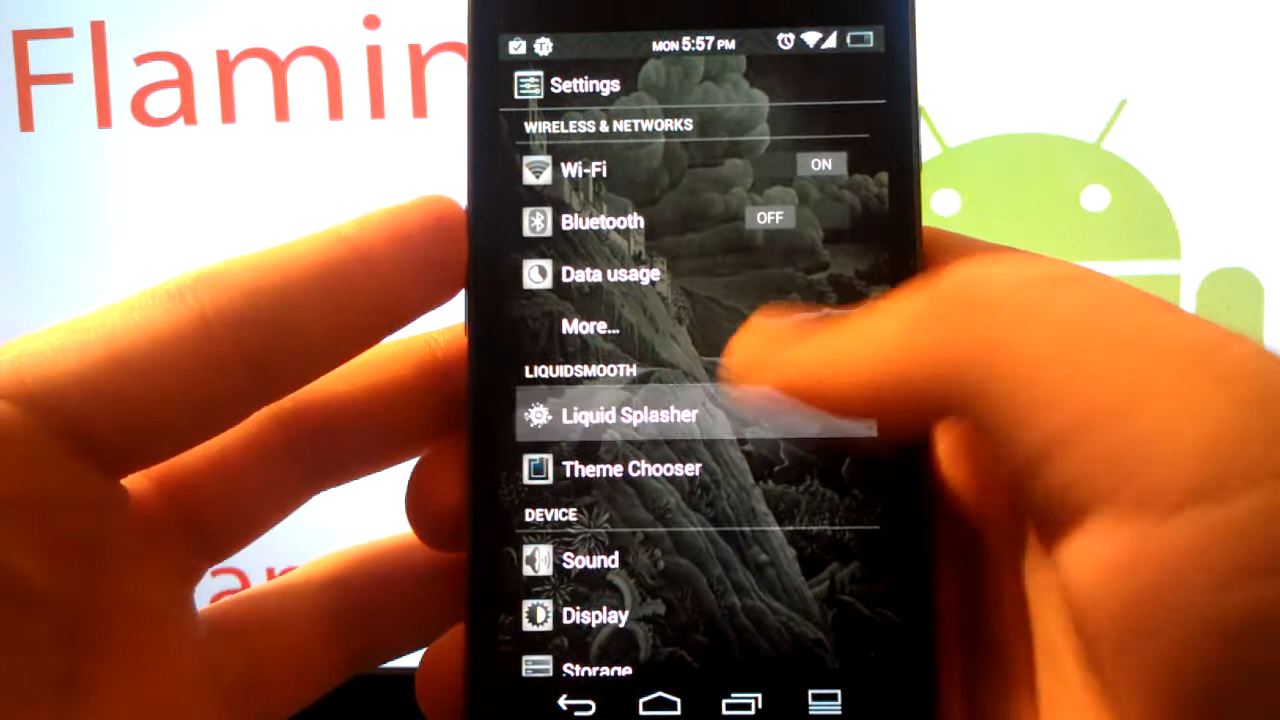 Flamin
MON 5:57 PM
Settings
WIRELESS & NETWORKS
Wi-Fi ON
Bluetooth OFF
Data usage
More...
LIQUIDSMOOTH
Liquid Splasher
Theme Chooser
DEVICE
Sound
Display
Storage